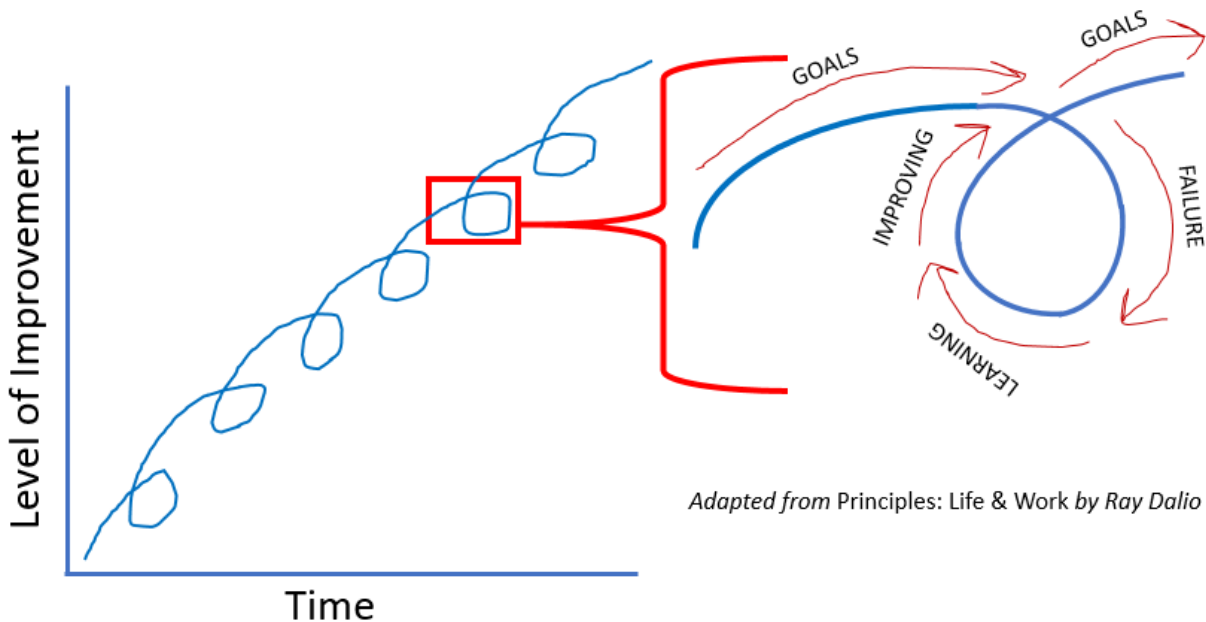 Level of Improvement
Time
GOALS
GOALS
IMPROVING
FAILURE
LEARNING
Adapted from Principles: Life & Work by Ray Dalio